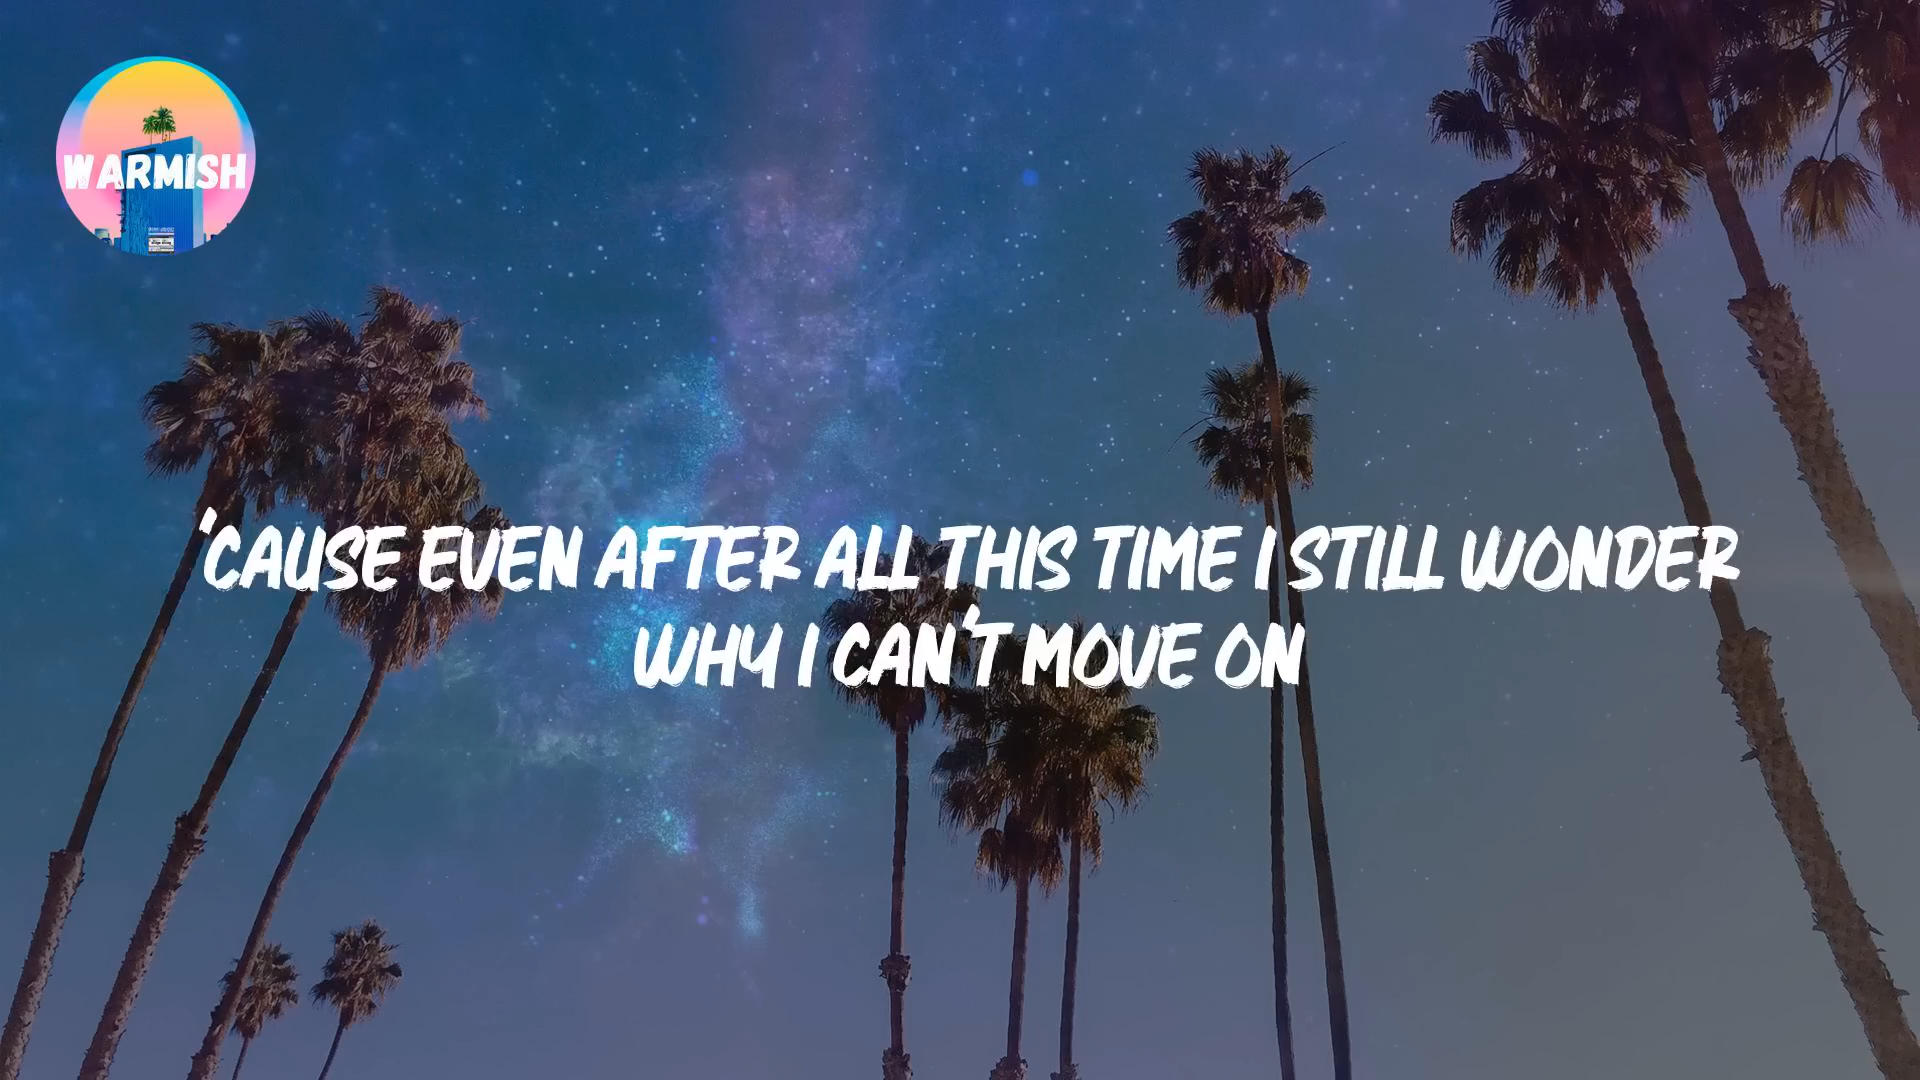 WARMISH
'CAUSE EVEN AFTER ALL THIS TIME I STILL WONDER
WHY I CAN'T MOVE ON